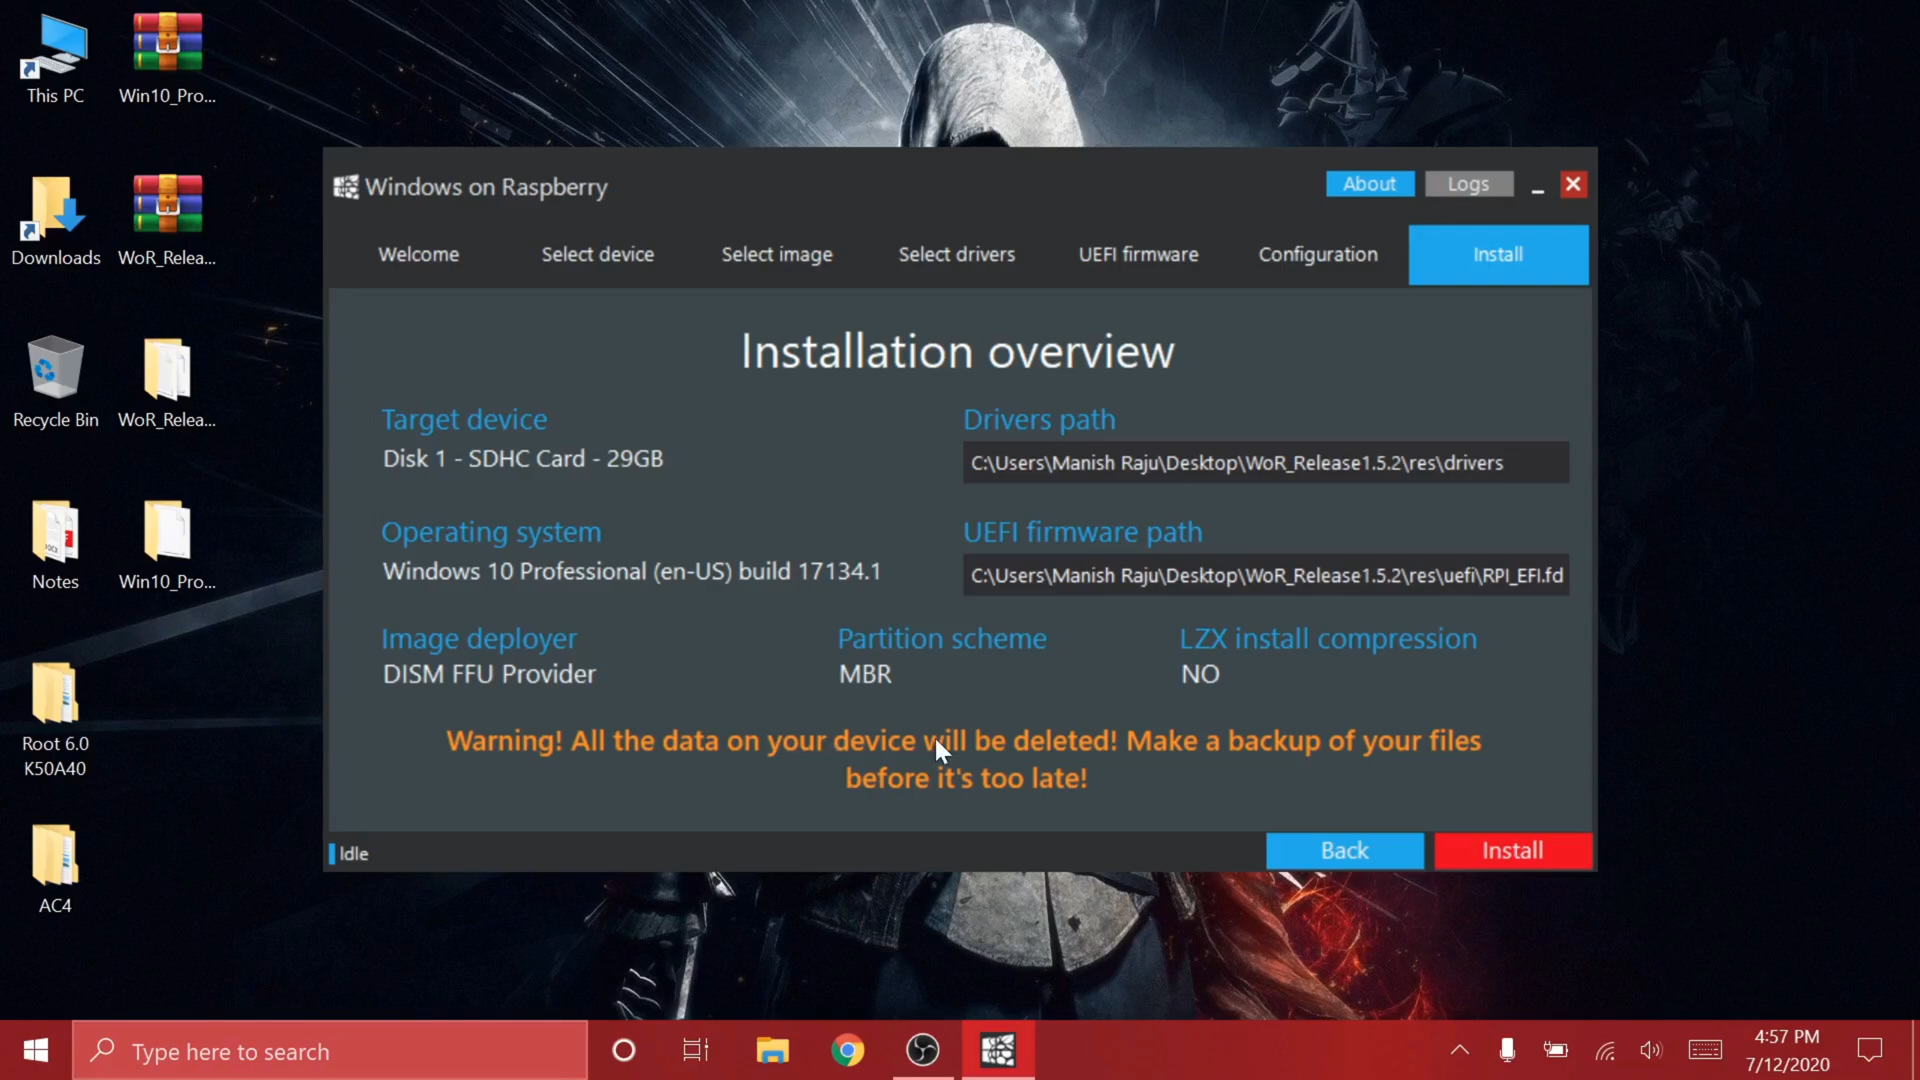 This PC
Win10_Pro...
Downloads
WoR_Relea...
Recycle Bin
WoR_Relea...
Notes
Win10_Pro...
Root 6.0
K50A40
AC4
Windows on Raspberry
About
Logs
Welcome
Select device
Select image
Select drivers
UEFI firmware
Configuration
Install
Installation overview
Target device
Disk 1 - SDHC Card - 29GB
Drivers path
C:\Users\Manish Raju\Desktop\WoR_Release1.5.2\res\drivers
Operating system
Windows 10 Professional (en-US) build 17134.1
UEFI firmware path
C:\Users\Manish Raju\Desktop\WoR_Release1.5.2\res\uefi\RPI_EFI.fd
Image deployer
DISM FFU Provider
Partition scheme
MBR
LZX install compression
NO
Warning! All the data on your device will be deleted! Make a backup of your files
before it's too late!
Idle
Back
Install
Type here to search
4:57 PM
7/12/2020